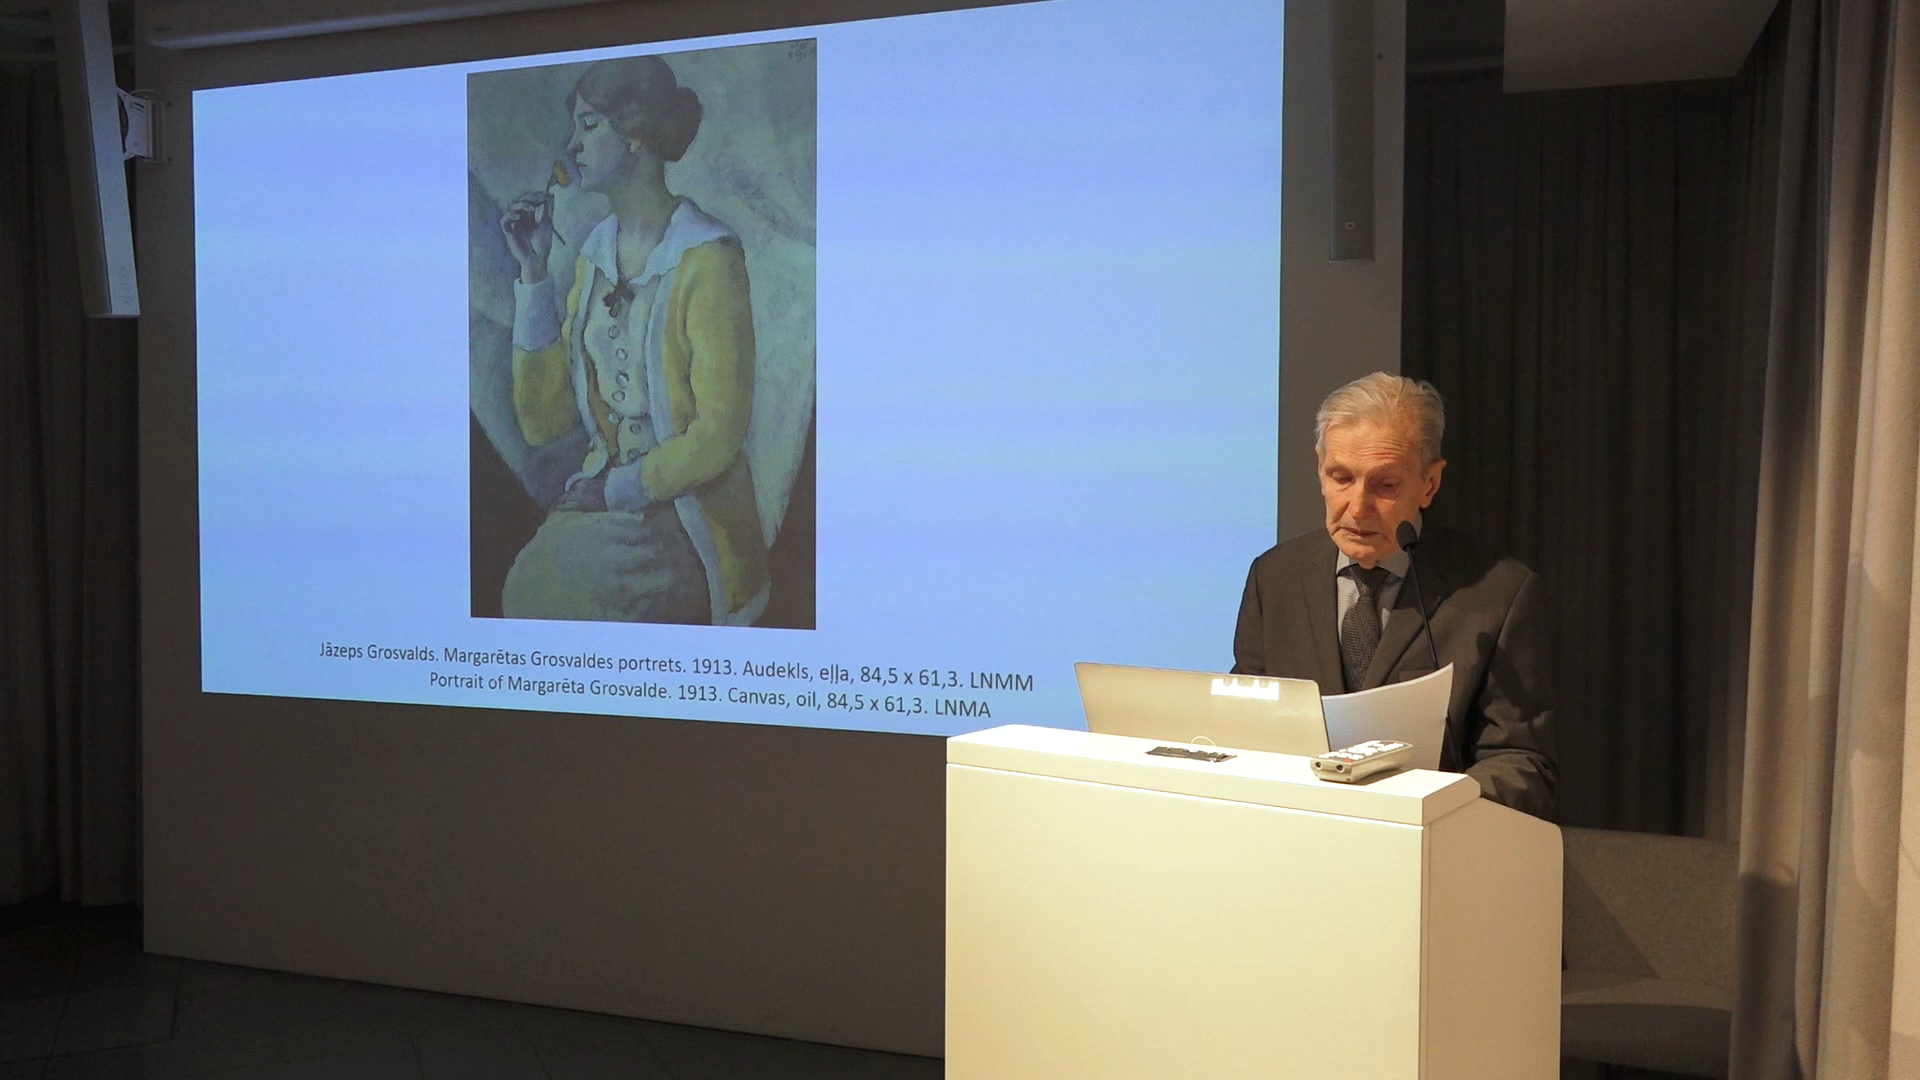 Jāzeps Grosvalds. Margarētas Grosvaldes portrets. 1913. Audekls, eļļa, 84,5 x 61,3. LNMM
Portrait of Margarēta Grosvalde. 1913. Canvas, oil, 84,5 x 61,3. LNMA